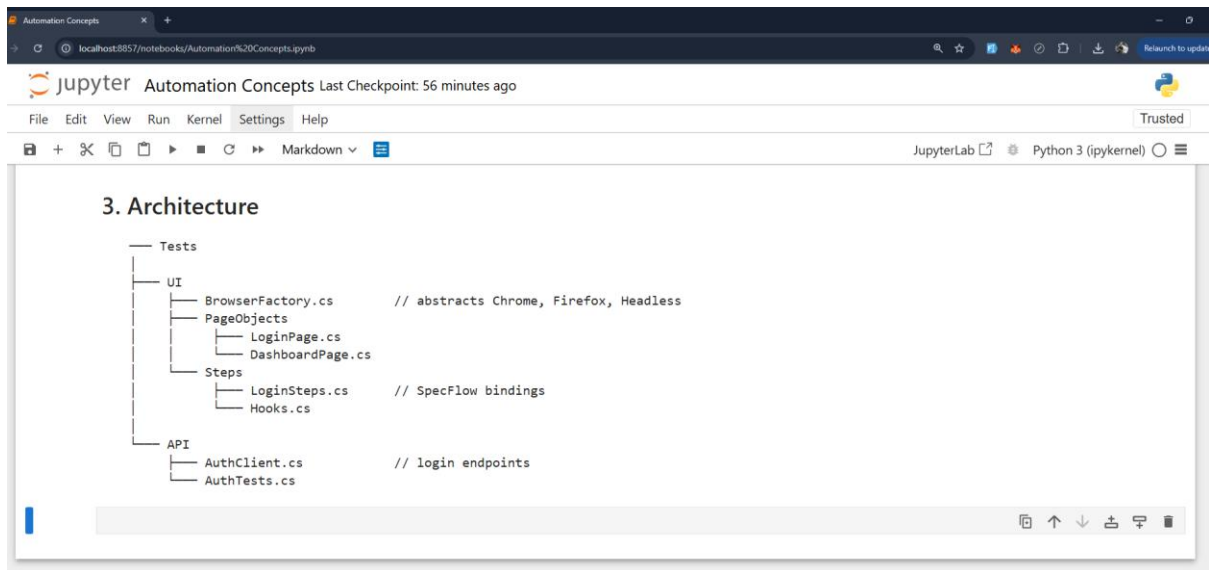 Automation Concepts
localhost:8857/notebooks/Automation%20Concepts.ipynb
Relaunch to update
jupyter Automation Concepts Last Checkpoint: 56 minutes ago
File Edit View Run Kernel Settings Help Trusted
Markdown JupyterLab Python 3 (ipykernel)
3. Architecture
─── Tests
│
├─── UI
│    ├─── BrowserFactory.cs        // abstracts Chrome, Firefox, Headless
│    ├─── PageObjects
│    │     ├─── LoginPage.cs
│    │     └─── DashboardPage.cs
│    └─── Steps
│          ├─── LoginSteps.cs      // SpecFlow bindings
│          └─── Hooks.cs
│
└─── API
     ├─── AuthClient.cs            // login endpoints
     └─── AuthTests.cs